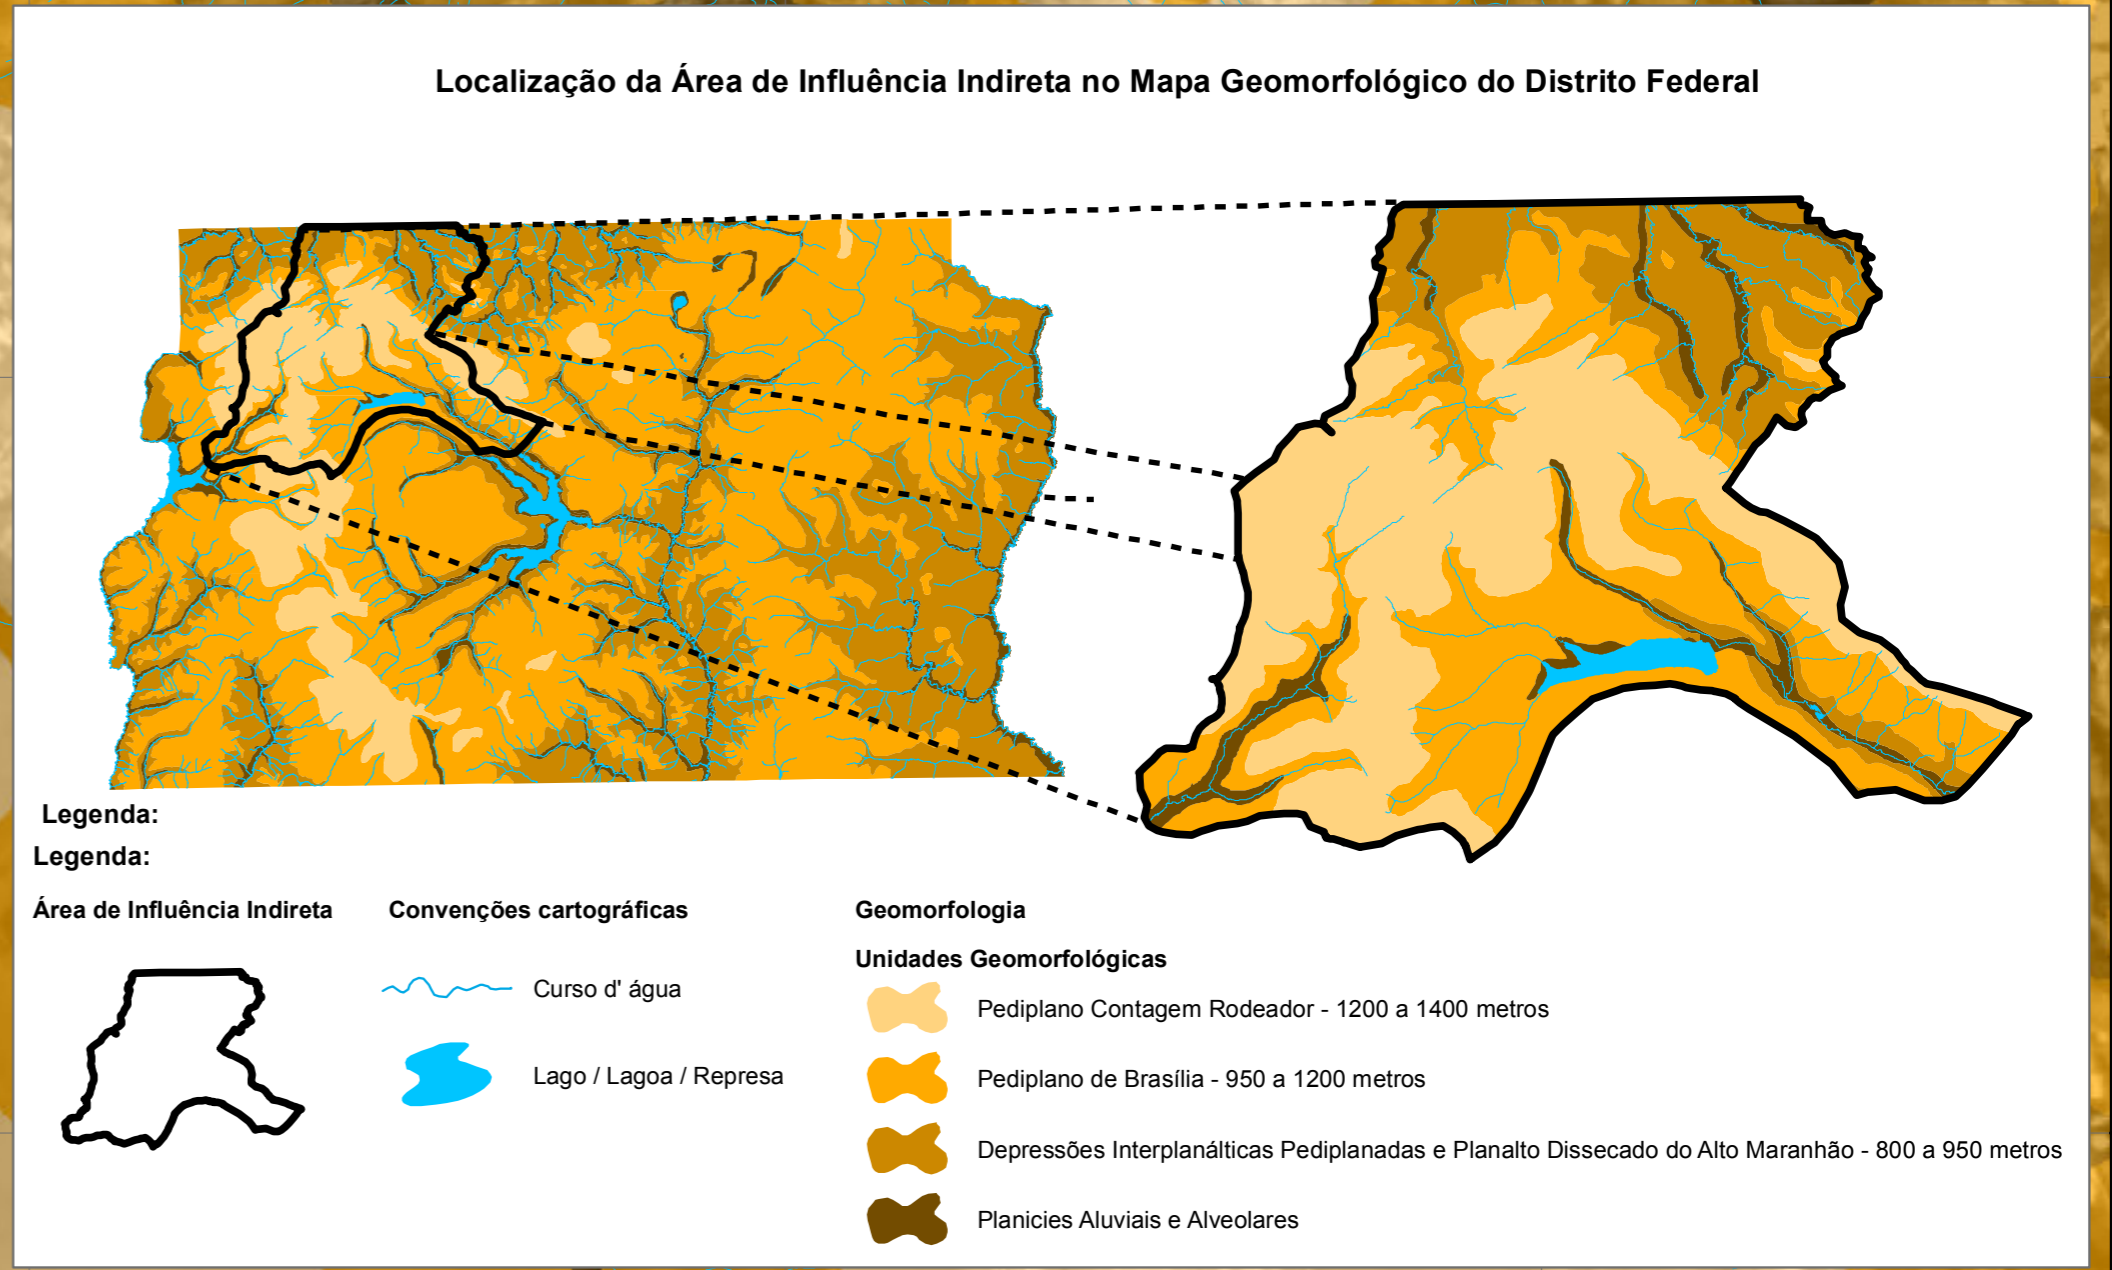 Localização da Área de Influência Indireta no Mapa Geomorfológico do Distrito Federal
Legenda:
Legenda:
Área de Influência Indireta
Convenções cartográficas
Curso d' água
Lago / Lagoa / Represa
Geomorfologia
Unidades Geomorfológicas
Pediplano Contagem Rodeador - 1200 a 1400 metros
Pediplano de Brasília - 950 a 1200 metros
Depressões Interplanálticas Pediplanadas e Planalto Dissecado do Alto Maranhão - 800 a 950 metros
Planicies Aluviais e Alveolares